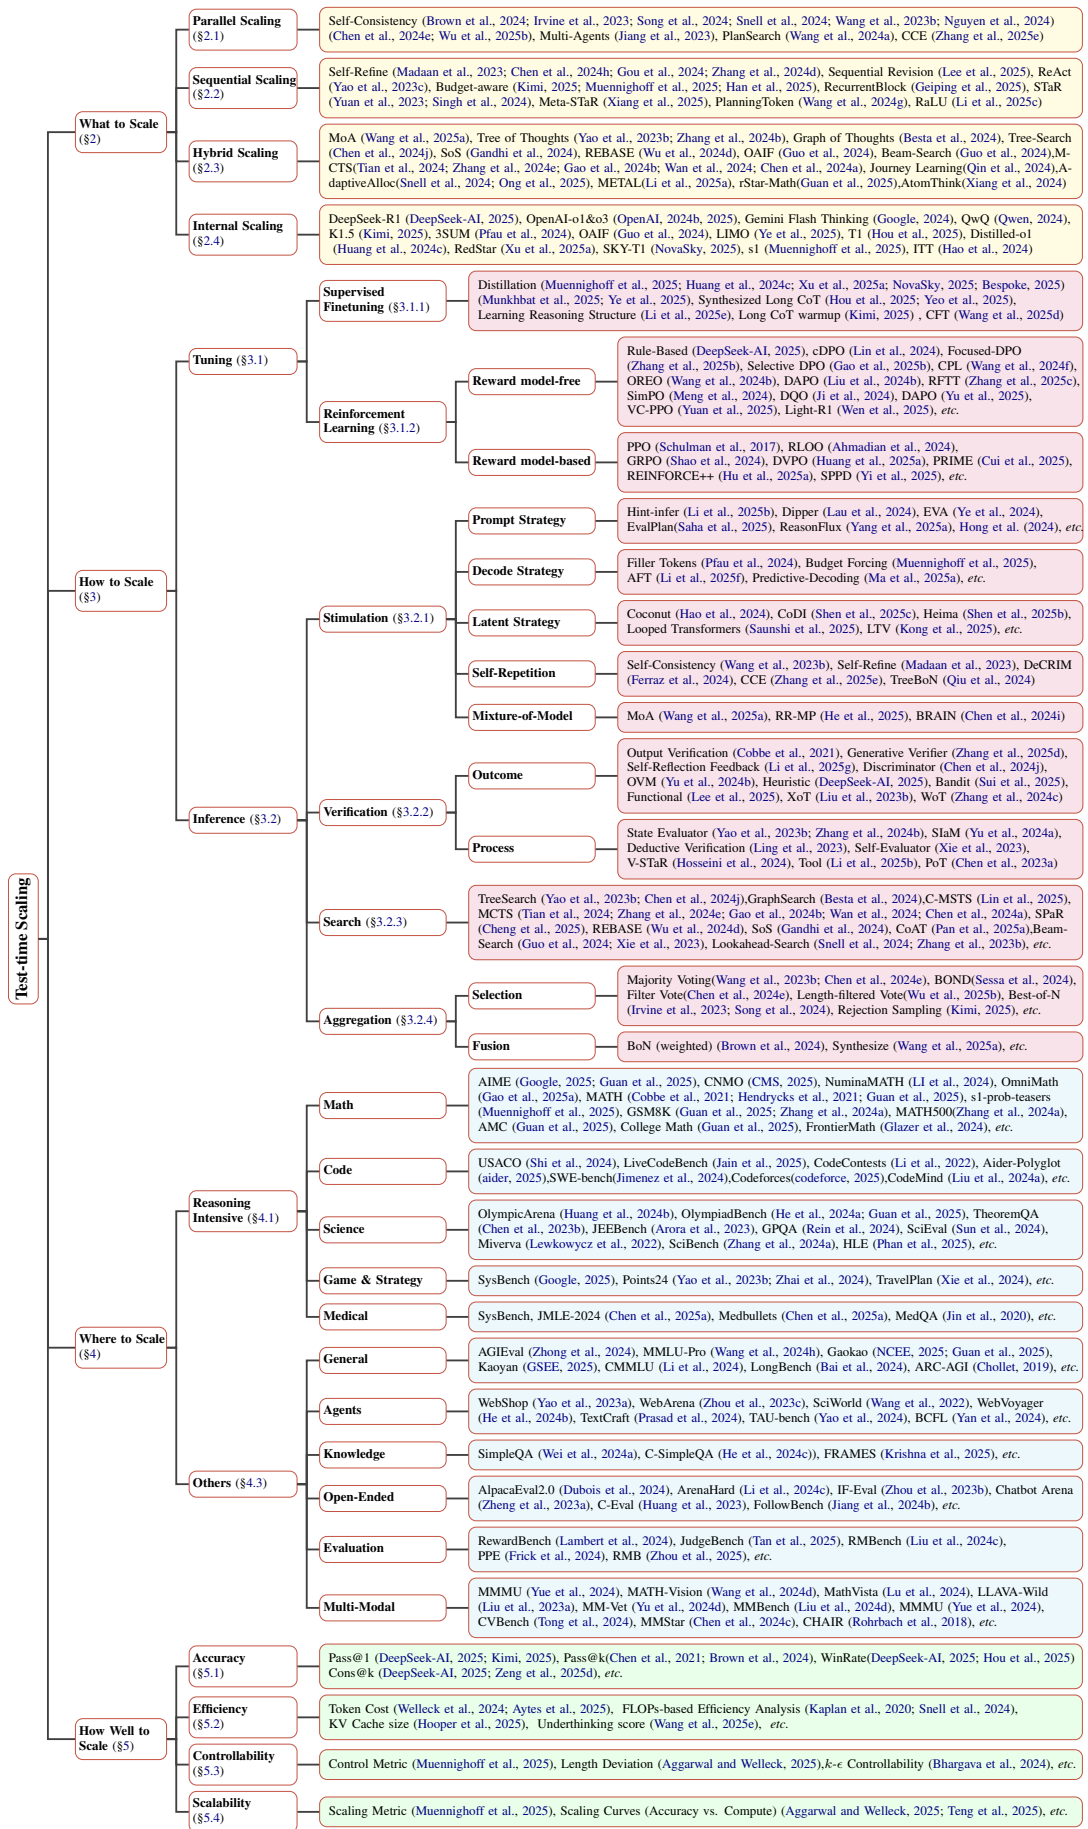 Test-time Scaling
What to Scale
(§2)
Parallel Scaling
(§2.1)
Self-Consistency (Brown et al., 2024; Irvine et al., 2023; Song et al., 2024; Snell et al., 2024; Wang et al., 2023b; Nguyen et al., 2024)
(Chen et al., 2024e; Wu et al., 2025b), Multi-Agents (Jiang et al., 2023), PlanSearch (Wang et al., 2024a), CCE (Zhang et al., 2025e)
Sequential Scaling
(§2.2)
Self-Refine (Madaan et al., 2023; Chen et al., 2024h; Gou et al., 2024; Zhang et al., 2024d), Sequential Revision (Lee et al., 2025), ReAct
(Yao et al., 2023c), Budget-aware (Kimi, 2025; Muennighoff et al., 2025; Han et al., 2025), RecurrentBlock (Geiping et al., 2025), STaR
(Yuan et al., 2023; Singh et al., 2024), Meta-STaR (Xiang et al., 2025), PlanningToken (Wang et al., 2024g), RaLU (Li et al., 2025c)
Hybrid Scaling
(§2.3)
MoA (Wang et al., 2025a), Tree of Thoughts (Yao et al., 2023b; Zhang et al., 2024b), Graph of Thoughts (Besta et al., 2024), Tree-Search
(Chen et al., 2024j), SoS (Gandhi et al., 2024), REBASE (Wu et al., 2024d), OAIF (Guo et al., 2024), Beam-Search (Guo et al., 2024),M-
CTS(Tian et al., 2024; Zhang et al., 2024e; Gao et al., 2024b; Wan et al., 2024; Chen et al., 2024a), Journey Learning(Qin et al., 2024),A-
daptiveAlloc(Snell et al., 2024; Ong et al., 2025), METAL(Li et al., 2025a), rStar-Math(Guan et al., 2025),AtomThink(Xiang et al., 2024)
Internal Scaling
(§2.4)
DeepSeek-R1 (DeepSeek-AI, 2025), OpenAI-o1&o3 (OpenAI, 2024b, 2025), Gemini Flash Thinking (Google, 2024), QwQ (Qwen, 2024),
K1.5 (Kimi, 2025), 3SUM (Pfau et al., 2024), OAIF (Guo et al., 2024), LIMO (Ye et al., 2025), T1 (Hou et al., 2025), Distilled-o1
(Huang et al., 2024c), RedStar (Xu et al., 2025a), SKY-T1 (NovaSky, 2025), s1 (Muennighoff et al., 2025), ITT (Hao et al., 2024)
How to Scale
(§3)
Tuning (§3.1)
Supervised
Finetuning (§3.1.1)
Distillation (Muennighoff et al., 2025; Huang et al., 2024c; Xu et al., 2025a; NovaSky, 2025; Bespoke, 2025)
(Munkhbat et al., 2025; Ye et al., 2025), Synthesized Long CoT (Hou et al., 2025; Yeo et al., 2025),
Learning Reasoning Structure (Li et al., 2025e), Long CoT warmup (Kimi, 2025) , CFT (Wang et al., 2025d)
Reinforcement
Learning (§3.1.2)
Reward model-free
Rule-Based (DeepSeek-AI, 2025), cDPO (Lin et al., 2024), Focused-DPO
(Zhang et al., 2025b), Selective DPO (Gao et al., 2025b), CPL (Wang et al., 2024f),
OREO (Wang et al., 2024b), DAPO (Liu et al., 2024b), RFTT (Zhang et al., 2025c),
SimPO (Meng et al., 2024), DQO (Ji et al., 2024), DAPO (Yu et al., 2025),
VC-PPO (Yuan et al., 2025), Light-R1 (Wen et al., 2025), etc.
Reward model-based
PPO (Schulman et al., 2017), RLOO (Ahmadian et al., 2024),
GRPO (Shao et al., 2024), DVPO (Huang et al., 2025a), PRIME (Cui et al., 2025),
REINFORCE++ (Hu et al., 2025a), SPPD (Yi et al., 2025), etc.
Inference (§3.2)
Stimulation (§3.2.1)
Prompt Strategy
Hint-infer (Li et al., 2025b), Dipper (Lau et al., 2024), EVA (Ye et al., 2024),
EvalPlan(Saha et al., 2025), ReasonFlux (Yang et al., 2025a), Hong et al. (2024), etc.
Decode Strategy
Filler Tokens (Pfau et al., 2024), Budget Forcing (Muennighoff et al., 2025),
AFT (Li et al., 2025f), Predictive-Decoding (Ma et al., 2025a), etc.
Latent Strategy
Coconut (Hao et al., 2024), CoDI (Shen et al., 2025c), Heima (Shen et al., 2025b),
Looped Transformers (Saunshi et al., 2025), LTV (Kong et al., 2025), etc.
Self-Repetition
Self-Consistency (Wang et al., 2023b), Self-Refine (Madaan et al., 2023), DeCRIM
(Ferraz et al., 2024), CCE (Zhang et al., 2025e), TreeBoN (Qiu et al., 2024)
Mixture-of-Model
MoA (Wang et al., 2025a), RR-MP (He et al., 2025), BRAIN (Chen et al., 2024i)
Verification (§3.2.2)
Outcome
Output Verification (Cobbe et al., 2021), Generative Verifier (Zhang et al., 2025d),
Self-Reflection Feedback (Li et al., 2025g), Discriminator (Chen et al., 2024j),
OVM (Yu et al., 2024b), Heuristic (DeepSeek-AI, 2025), Bandit (Sui et al., 2025),
Functional (Lee et al., 2025), XoT (Liu et al., 2023b), WoT (Zhang et al., 2024c)
Process
State Evaluator (Yao et al., 2023b; Zhang et al., 2024b), SIaM (Yu et al., 2024a),
Deductive Verification (Ling et al., 2023), Self-Evaluator (Xie et al., 2023),
V-STaR (Hosseini et al., 2024), Tool (Li et al., 2025b), PoT (Chen et al., 2023a)
Search (§3.2.3)
TreeSearch (Yao et al., 2023b; Chen et al., 2024j),GraphSearch (Besta et al., 2024),C-MSTS (Lin et al., 2025),
MCTS (Tian et al., 2024; Zhang et al., 2024e; Gao et al., 2024b; Wan et al., 2024; Chen et al., 2024a), SPaR
(Cheng et al., 2025), REBASE (Wu et al., 2024d), SoS (Gandhi et al., 2024), CoAT (Pan et al., 2025a),Beam-
Search (Guo et al., 2024; Xie et al., 2023), Lookahead-Search (Snell et al., 2024; Zhang et al., 2023b), etc.
Aggregation (§3.2.4)
Selection
Majority Voting(Wang et al., 2023b; Chen et al., 2024e), BOND(Sessa et al., 2024),
Filter Vote(Chen et al., 2024e), Length-filtered Vote(Wu et al., 2025b), Best-of-N
(Irvine et al., 2023; Song et al., 2024), Rejection Sampling (Kimi, 2025), etc.
Fusion
BoN (weighted) (Brown et al., 2024), Synthesize (Wang et al., 2025a), etc.
Where to Scale
(§4)
Reasoning
Intensive (§4.1)
Math
AIME (Google, 2025; Guan et al., 2025), CNMO (CMS, 2025), NuminaMATH (LI et al., 2024), OmniMath
(Gao et al., 2025a), MATH (Cobbe et al., 2021; Hendrycks et al., 2021; Guan et al., 2025), s1-prob-teasers
(Muennighoff et al., 2025), GSM8K (Guan et al., 2025; Zhang et al., 2024a), MATH500(Zhang et al., 2024a),
AMC (Guan et al., 2025), College Math (Guan et al., 2025), FrontierMath (Glazer et al., 2024), etc.
Code
USACO (Shi et al., 2024), LiveCodeBench (Jain et al., 2025), CodeContests (Li et al., 2022), Aider-Polyglot
(aider, 2025),SWE-bench(Jimenez et al., 2024),Codeforces(codeforce, 2025),CodeMind (Liu et al., 2024a), etc.
Science
OlympicArena (Huang et al., 2024b), OlympiadBench (He et al., 2024a; Guan et al., 2025), TheoremQA
(Chen et al., 2023b), JEEBench (Arora et al., 2023), GPQA (Rein et al., 2024), SciEval (Sun et al., 2024),
Miverva (Lewkowycz et al., 2022), SciBench (Zhang et al., 2024a), HLE (Phan et al., 2025), etc.
Game & Strategy
SysBench (Google, 2025), Points24 (Yao et al., 2023b; Zhai et al., 2024), TravelPlan (Xie et al., 2024), etc.
Medical
SysBench, JMLE-2024 (Chen et al., 2025a), Medbullets (Chen et al., 2025a), MedQA (Jin et al., 2020), etc.
Others (§4.3)
General
AGIEval (Zhong et al., 2024), MMLU-Pro (Wang et al., 2024h), Gaokao (NCEE, 2025; Guan et al., 2025),
Kaoyan (GSEE, 2025), CMMLU (Li et al., 2024), LongBench (Bai et al., 2024), ARC-AGI (Chollet, 2019), etc.
Agents
WebShop (Yao et al., 2023a), WebArena (Zhou et al., 2023c), SciWorld (Wang et al., 2022), WebVoyager
(He et al., 2024b), TextCraft (Prasad et al., 2024), TAU-bench (Yao et al., 2024), BCFL (Yan et al., 2024), etc.
Knowledge
SimpleQA (Wei et al., 2024a), C-SimpleQA (He et al., 2024c)), FRAMES (Krishna et al., 2025), etc.
Open-Ended
AlpacaEval2.0 (Dubois et al., 2024), ArenaHard (Li et al., 2024c), IF-Eval (Zhou et al., 2023b), Chatbot Arena
(Zheng et al., 2023a), C-Eval (Huang et al., 2023), FollowBench (Jiang et al., 2024b), etc.
Evaluation
RewardBench (Lambert et al., 2024), JudgeBench (Tan et al., 2025), RMBench (Liu et al., 2024c),
PPE (Frick et al., 2024), RMB (Zhou et al., 2025), etc.
Multi-Modal
MMMU (Yue et al., 2024), MATH-Vision (Wang et al., 2024d), MathVista (Lu et al., 2024), LLAVA-Wild
(Liu et al., 2023a), MM-Vet (Yu et al., 2024d), MMBench (Liu et al., 2024d), MMMU (Yue et al., 2024),
CVBench (Tong et al., 2024), MMStar (Chen et al., 2024c), CHAIR (Rohrbach et al., 2018), etc.
How Well to
Scale (§5)
Accuracy
(§5.1)
Pass@1 (DeepSeek-AI, 2025; Kimi, 2025), Pass@k(Chen et al., 2021; Brown et al., 2024), WinRate(DeepSeek-AI, 2025; Hou et al., 2025)
Cons@k (DeepSeek-AI, 2025; Zeng et al., 2025d), etc.
Efficiency
(§5.2)
Token Cost (Welleck et al., 2024; Aytes et al., 2025), FLOPs-based Efficiency Analysis (Kaplan et al., 2020; Snell et al., 2024),
KV Cache size (Hooper et al., 2025), Underthinking score (Wang et al., 2025e), etc.
Controllability
(§5.3)
Control Metric (Muennighoff et al., 2025), Length Deviation (Aggarwal and Welleck, 2025),k-ϵ Controllability (Bhargava et al., 2024), etc.
Scalability
(§5.4)
Scaling Metric (Muennighoff et al., 2025), Scaling Curves (Accuracy vs. Compute) (Aggarwal and Welleck, 2025; Teng et al., 2025), etc.